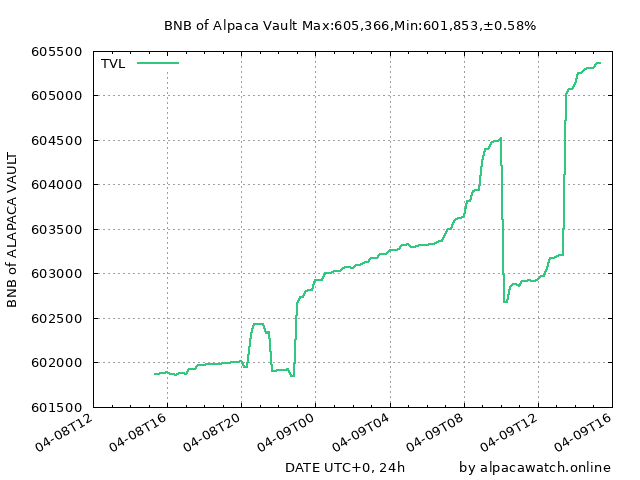 BNB of Alpaca Vault Max:605,366,Min:601,853,±0.58%
605500
TVL
605000
604500
604000
603500
603000
602500
602000
601500
BNB of ALAPACA VAULT
04-08T12
04-08T16
04-08T20
04-09T00
04-09T04
04-09T08
04-09T12
04-09T16
DATE UTC+0, 24h
by alpacawatch.online